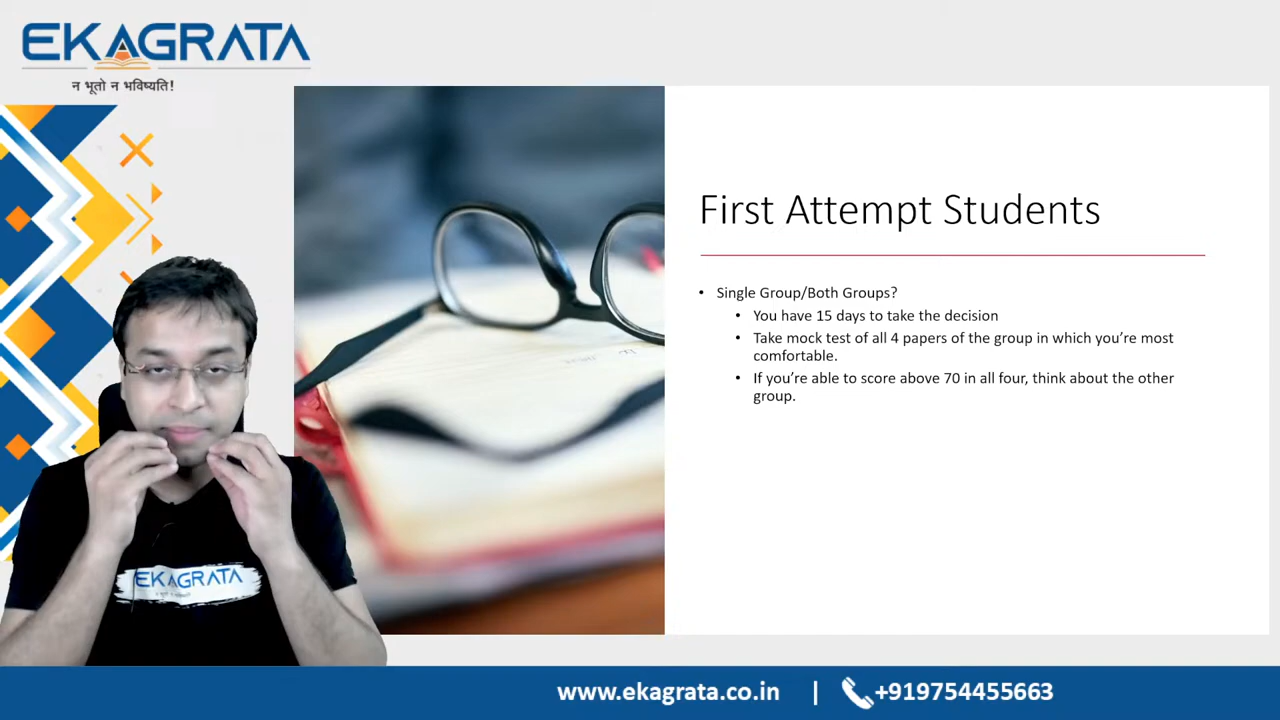 EKAGRATA
न भूतो न भविष्यति!
First Attempt Students
• Single Group/Both Groups?
• You have 15 days to take the decision
• Take mock test of all 4 papers of the group in which you’re most
comfortable.
• If you’re able to score above 70 in all four, think about the other
group.
EKAGRATA
www.ekagrata.co.in | +919754455663